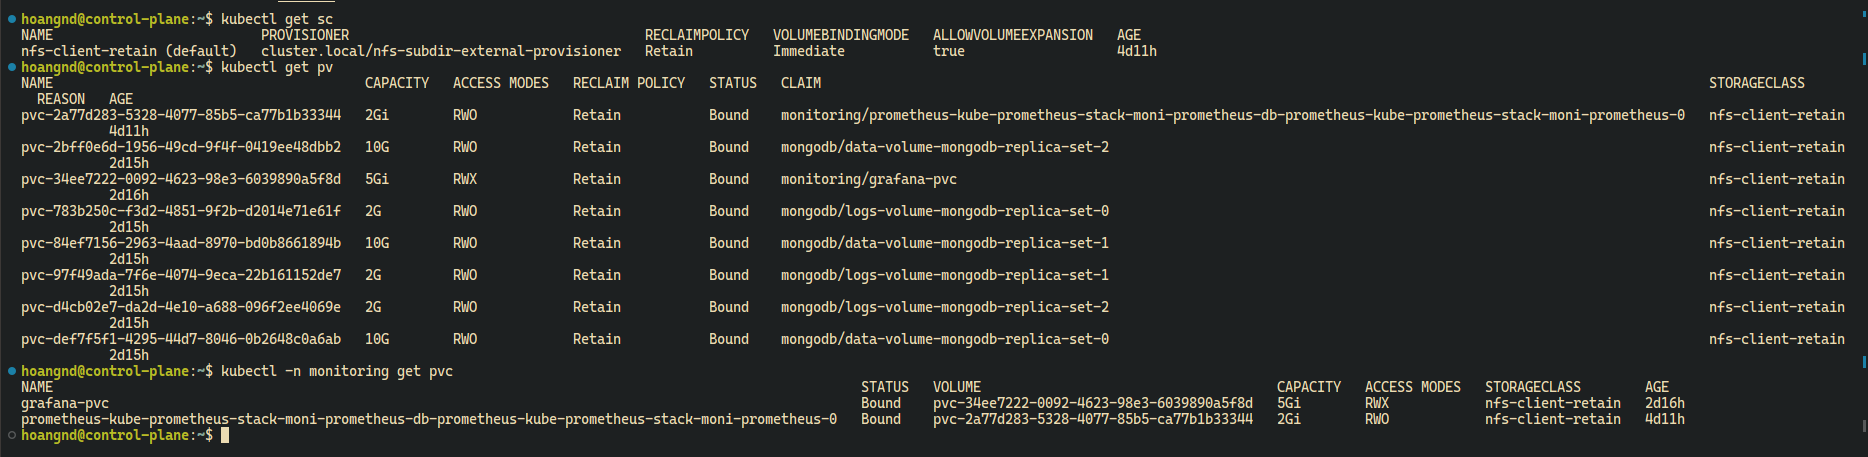 hoangnd@control-plane:~$ kubectl get sc
NAME PROVISIONER RECLAIMPOLICY VOLUMEBINDINGMODE ALLOWVOLUMEEXPANSION AGE
nfs-client-retain (default) cluster.local/nfs-subdir-external-provisioner Retain Immediate true 4d11h
hoangnd@control-plane:~$ kubectl get pv
NAME CAPACITY ACCESS MODES RECLAIM POLICY STATUS CLAIM STORAGECLASS
REASON AGE
pvc-2a77d283-5328-4077-85b5-ca77b1b33344 2Gi RWO Retain Bound monitoring/prometheus-kube-prometheus-stack-moni-prometheus-db-prometheus-kube-prometheus-stack-moni-prometheus-0 nfs-client-retain
4d11h
pvc-2bff0e6d-1956-49cd-9f4f-0419ee48dbb2 10G RWO Retain Bound mongodb/data-volume-mongodb-replica-set-2 nfs-client-retain
2d15h
pvc-34ee7222-0092-4623-98e3-6039890a5f8d 5Gi RWX Retain Bound monitoring/grafana-pvc nfs-client-retain
2d16h
pvc-783b250c-f3d2-4851-9f2b-d2014e71e61f 2G RWO Retain Bound mongodb/logs-volume-mongodb-replica-set-0 nfs-client-retain
2d15h
pvc-84ef7156-2963-4aad-8970-bd0b8661894b 10G RWO Retain Bound mongodb/data-volume-mongodb-replica-set-1 nfs-client-retain
2d15h
pvc-97f49ada-7f6e-4074-9eca-22b161152de7 2G RWO Retain Bound mongodb/logs-volume-mongodb-replica-set-1 nfs-client-retain
2d15h
pvc-d4cb02e7-da2d-4e10-a688-096f2ee4069e 2G RWO Retain Bound mongodb/logs-volume-mongodb-replica-set-2 nfs-client-retain
2d15h
pvc-def7f5f1-4295-44d7-8046-0b2648c0a6ab 10G RWO Retain Bound mongodb/data-volume-mongodb-replica-set-0 nfs-client-retain
2d15h
hoangnd@control-plane:~$ kubectl -n monitoring get pvc
NAME STATUS VOLUME CAPACITY ACCESS MODES STORAGECLASS AGE
grafana-pvc Bound pvc-34ee7222-0092-4623-98e3-6039890a5f8d 5Gi RWX nfs-client-retain 2d16h
prometheus-kube-prometheus-stack-moni-prometheus-db-prometheus-kube-prometheus-stack-moni-prometheus-0 Bound pvc-2a77d283-5328-4077-85b5-ca77b1b33344 2Gi RWO nfs-client-retain 4d11h
hoangnd@control-plane:~$